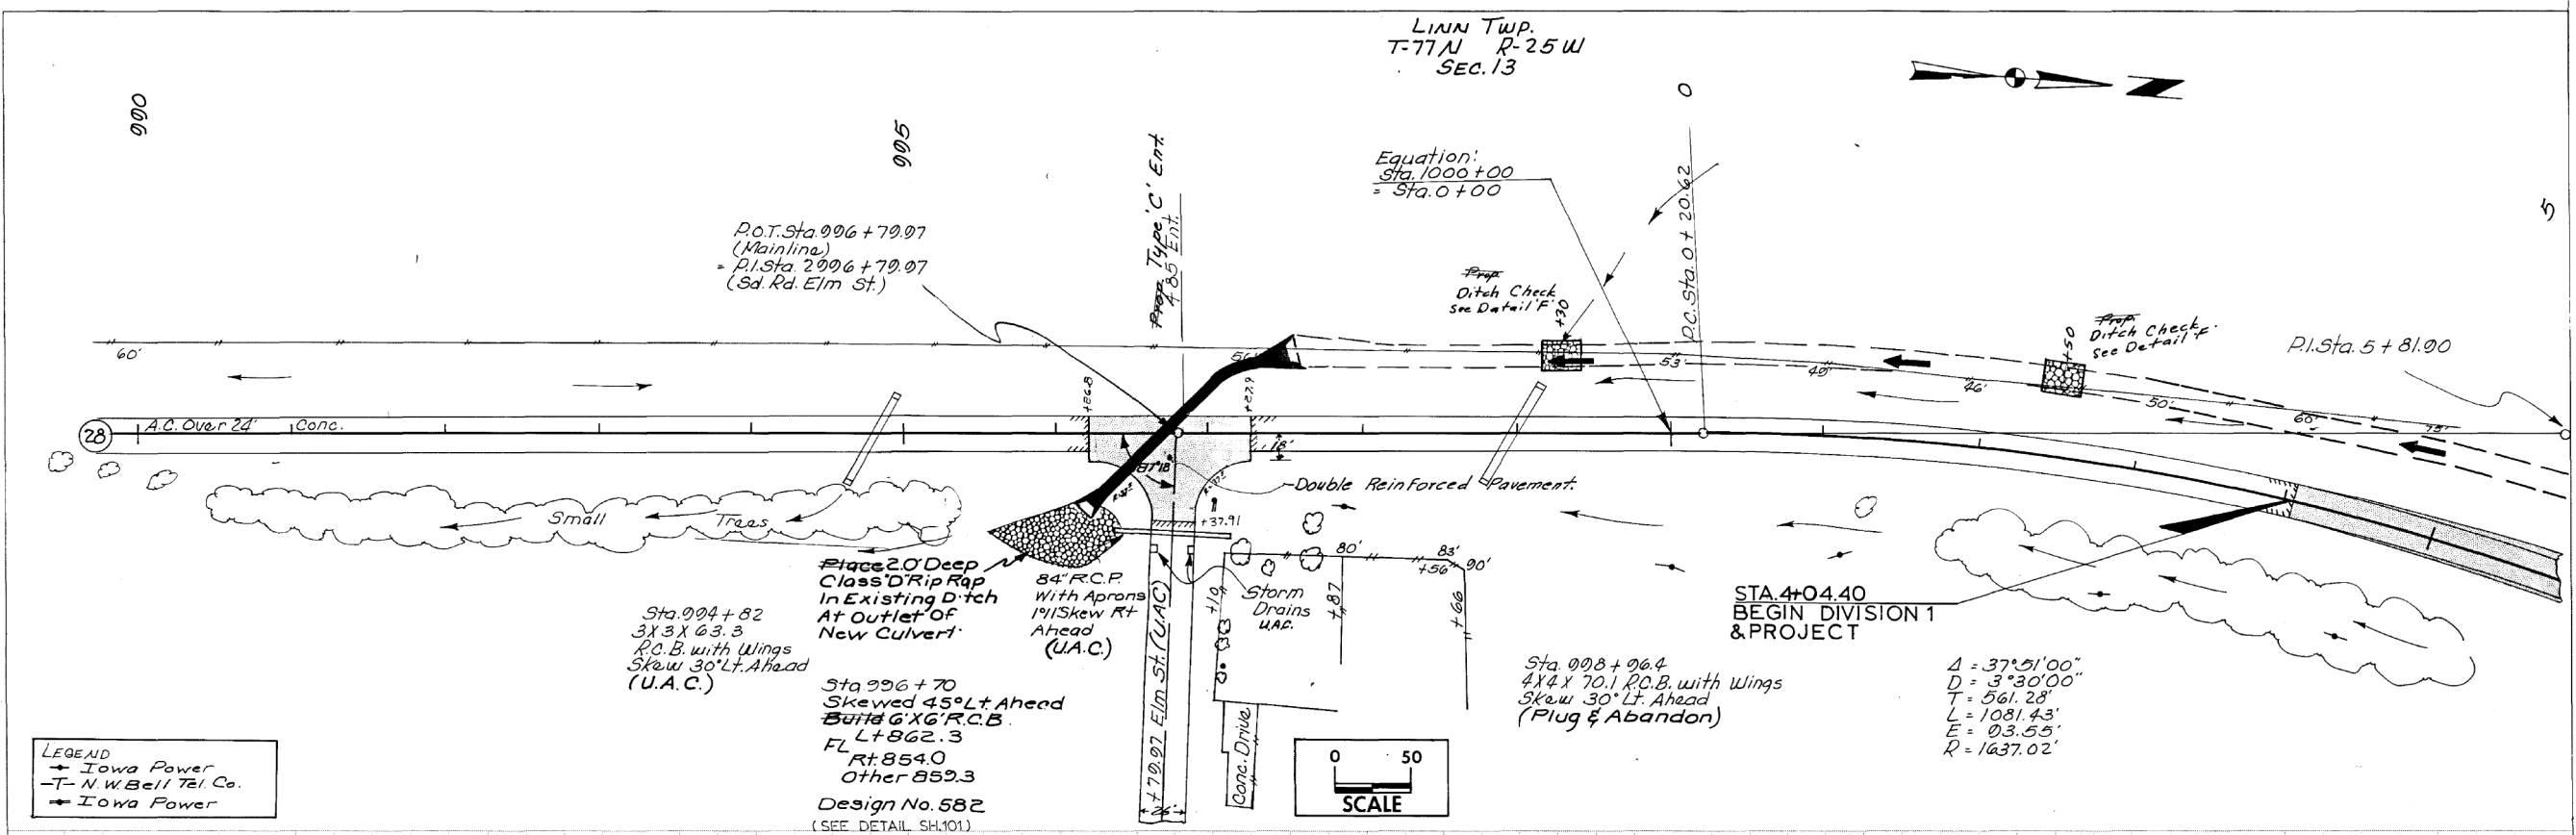 LINN TWP.
T-77N R-25W
SEC. 13
990
995
0
5
P.O.T. Sta. 996 + 79.97
(Mainline)
= P.I. Sta. 2996 + 79.97
(Sd. Rd. Elm St.)
Prop. Type 'C' Ent.
+85 Ent.
Equation:
Sta. 1000 + 00
= Sta. 0 + 00
P.C. Sta. 0 + 20.62
Prop.
Ditch Check
See Detail 'F'
+30
Prop.
Ditch Check
See Detail F
+50
P.I. Sta. 5 + 81.90
60'
56'
53'
49'
46'
50'
60'
75'
+26.8
+27.9
28
A.C. Over 24' Conc.
18'
87°18'
Double Reinforced Pavement.
+37.91
Small Trees
Place 2.0' Deep
Class "D" Rip Rap
In Existing Ditch
At Outlet Of
New Culvert.
84" R.C.P.
With Aprons
1°11' Skew Rt
Ahead
(U.A.C.)
Storm
Drains
U.A.C.
80'
83'
+56
90'
+10
+87
+66
Sta. 994 + 82
3X3X63.3
R.C.B. with Wings
Skew 30° Lt. Ahead
(U.A.C.)
Sta 996 + 70
Skewed 45° Lt. Ahead
Build 6'X6' R.C.B.
Lt 862.3
FL
Rt. 854.0
Other 859.3
Design No. 582
(SEE DETAIL SH.101)
+79.97 Elm St. (UAC)
26'
Conc. Drive
STA. 4+04.40
BEGIN DIVISION 1
& PROJECT
Sta. 998 + 96.4
4X4X 70.1 R.C.B. with Wings
Skew 30° Lt. Ahead
(Plug & Abandon)
Δ = 37°51'00"
D = 3°30'00"
T = 561.28'
L = 1081.43'
E = 93.55'
R = 1637.02'
LEGEND
Iowa Power
-T- N.W. Bell Tel. Co.
Iowa Power
0 50
SCALE